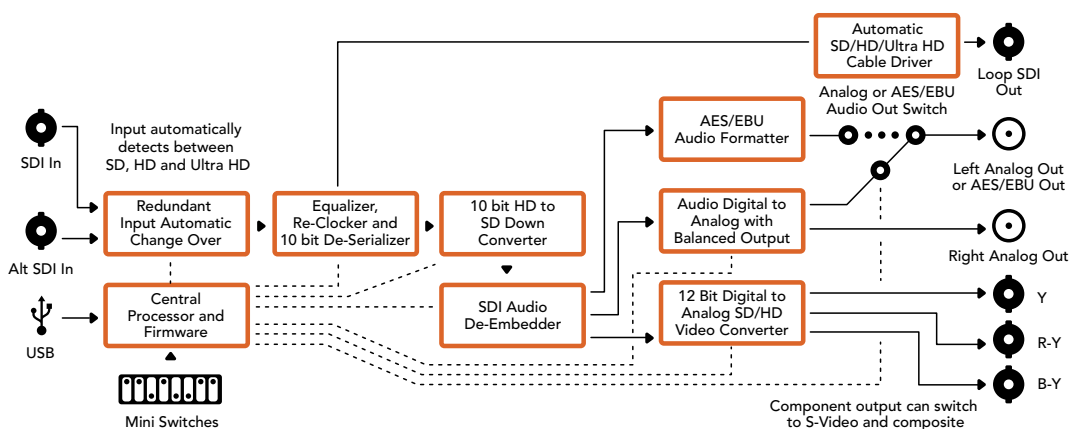 Automatic
SD/HD/Ultra HD
Cable Driver
Loop SDI
Out
Analog or AES/EBU
Audio Out Switch
SDI In
Input automatically
detects between
SD, HD and Ultra HD
AES/EBU
Audio Formatter
Left Analog Out
or AES/EBU Out
Alt SDI In
Redundant
Input Automatic
Change Over
Equalizer,
Re-Clocker and
10 bit De-Serializer
10 bit HD to
SD Down
Converter
Audio Digital to
Analog with
Balanced Output
Right Analog Out
USB
Central
Processor and
Firmware
SDI Audio
De-Embedder
12 Bit Digital to
Analog SD/HD
Video Converter
Y
R-Y
B-Y
Mini Switches
Component output can switch
to S-Video and composite